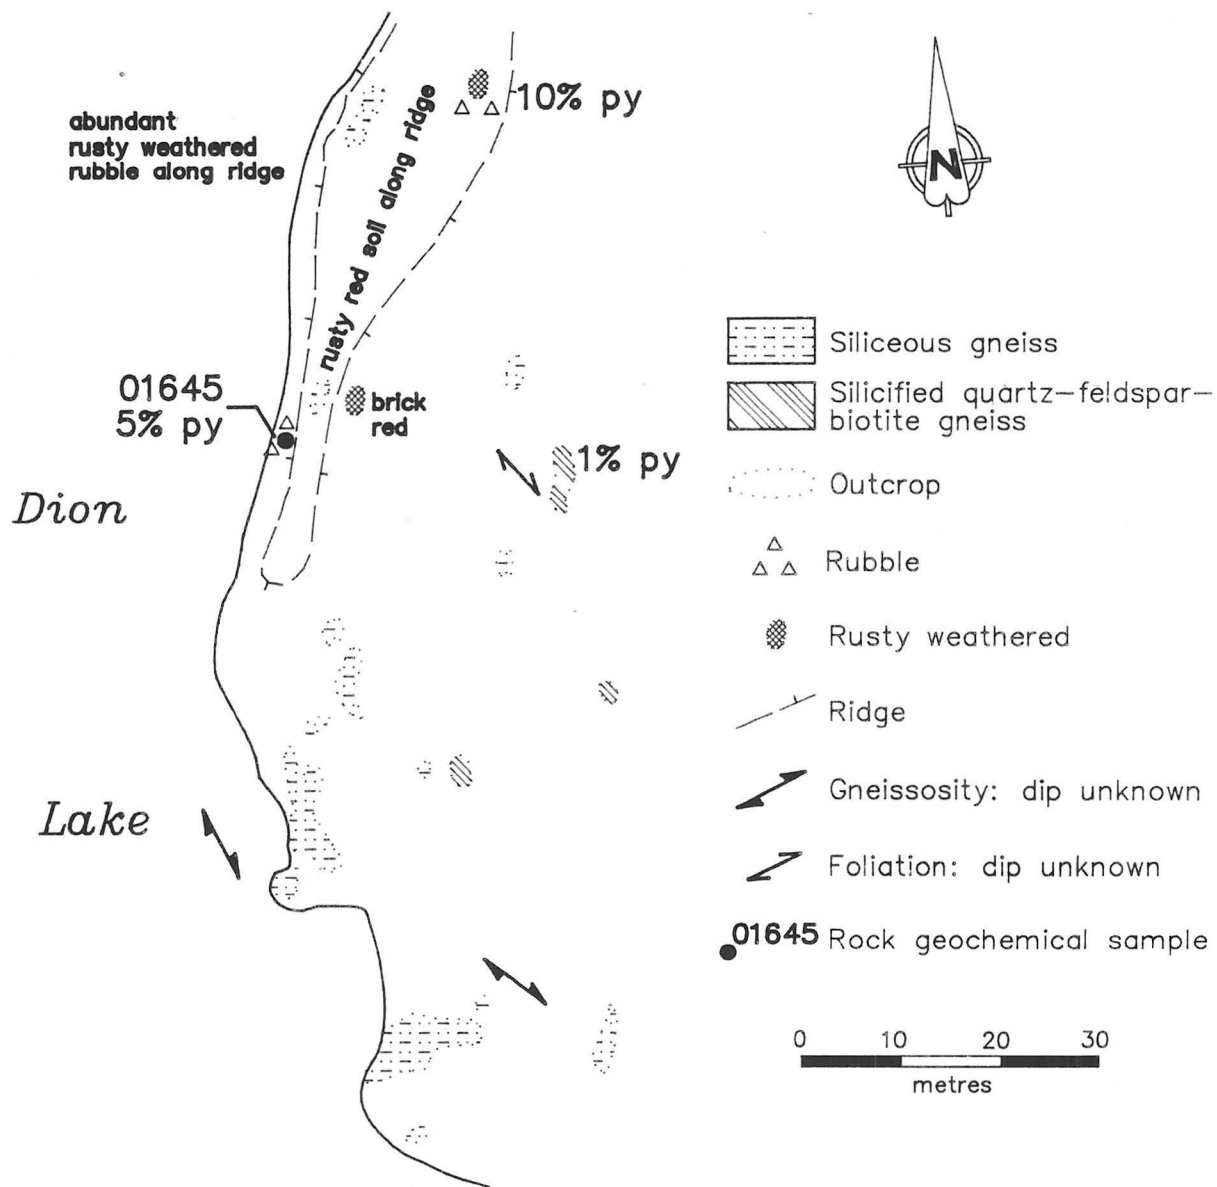 abundant
rusty weathered
rubble along ridge
10% py
rusty red soil along ridge
N
01645
5% py
brick
red
1% py
Dion
Lake
Siliceous gneiss
Silicified quartz-feldspar-
biotite gneiss
Outcrop
Rubble
Rusty weathered
Ridge
Gneissosity: dip unknown
Foliation: dip unknown
01645 Rock geochemical sample
0 10 20 30
metres